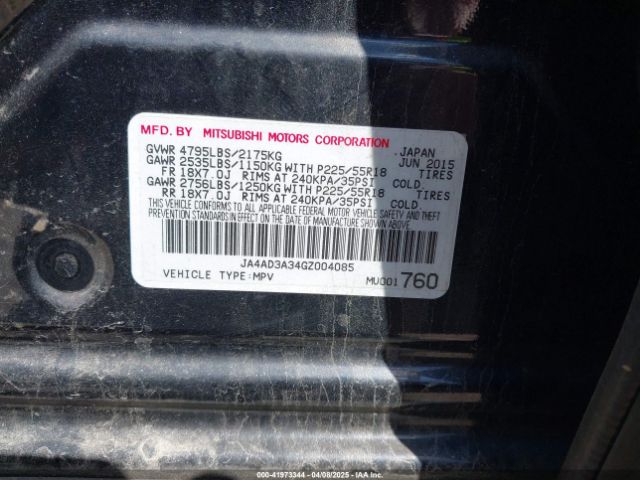 MFD. BY MITSUBISHI MOTORS CORPORATION
GVWR 4795LBS/2175KG JAPAN
GAWR 2535LBS/1150KG WITH P225/55R18 JUN 2015
TIRES
FR 18X7.0J RIMS AT 240KPA/35PSI COLD
GAWR 2756LBS/1250KG WITH P225/55R18 TIRES
RR 18X7.0J RIMS AT 240KPA/35PSI COLD
THIS VEHICLE CONFORMS TO ALL APPLICABLE FEDERAL MOTOR VEHICLE SAFETY AND THEFT
PREVENTION STANDARDS IN EFFECT ON THE DATE OF MANUFACTURE SHOWN ABOVE.
JA4AD3A34GZ004085
VEHICLE TYPE:MPV MU001760
000-41973344 - 04/08/2025 - IAA Inc.